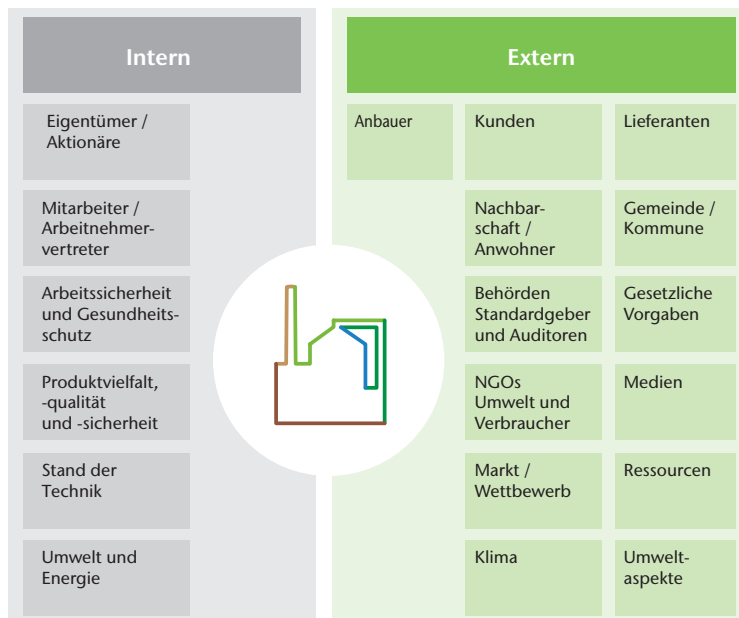 Intern
Eigentümer /
Aktionäre
Mitarbeiter /
Arbeitnehmer-
vertreter
Arbeitssicherheit
und Gesundheits-
schutz
Produktvielfalt,
-qualität
und -sicherheit
Stand der
Technik
Umwelt und
Energie
Extern
Anbauer
Kunden
Lieferanten
Nachbar-
schaft /
Anwohner
Gemeinde /
Kommune
Behörden
Standardgeber
und Auditoren
Gesetzliche
Vorgaben
NGOs
Umwelt und
Verbraucher
Medien
Markt /
Wettbewerb
Ressourcen
Klima
Umwelt-
aspekte